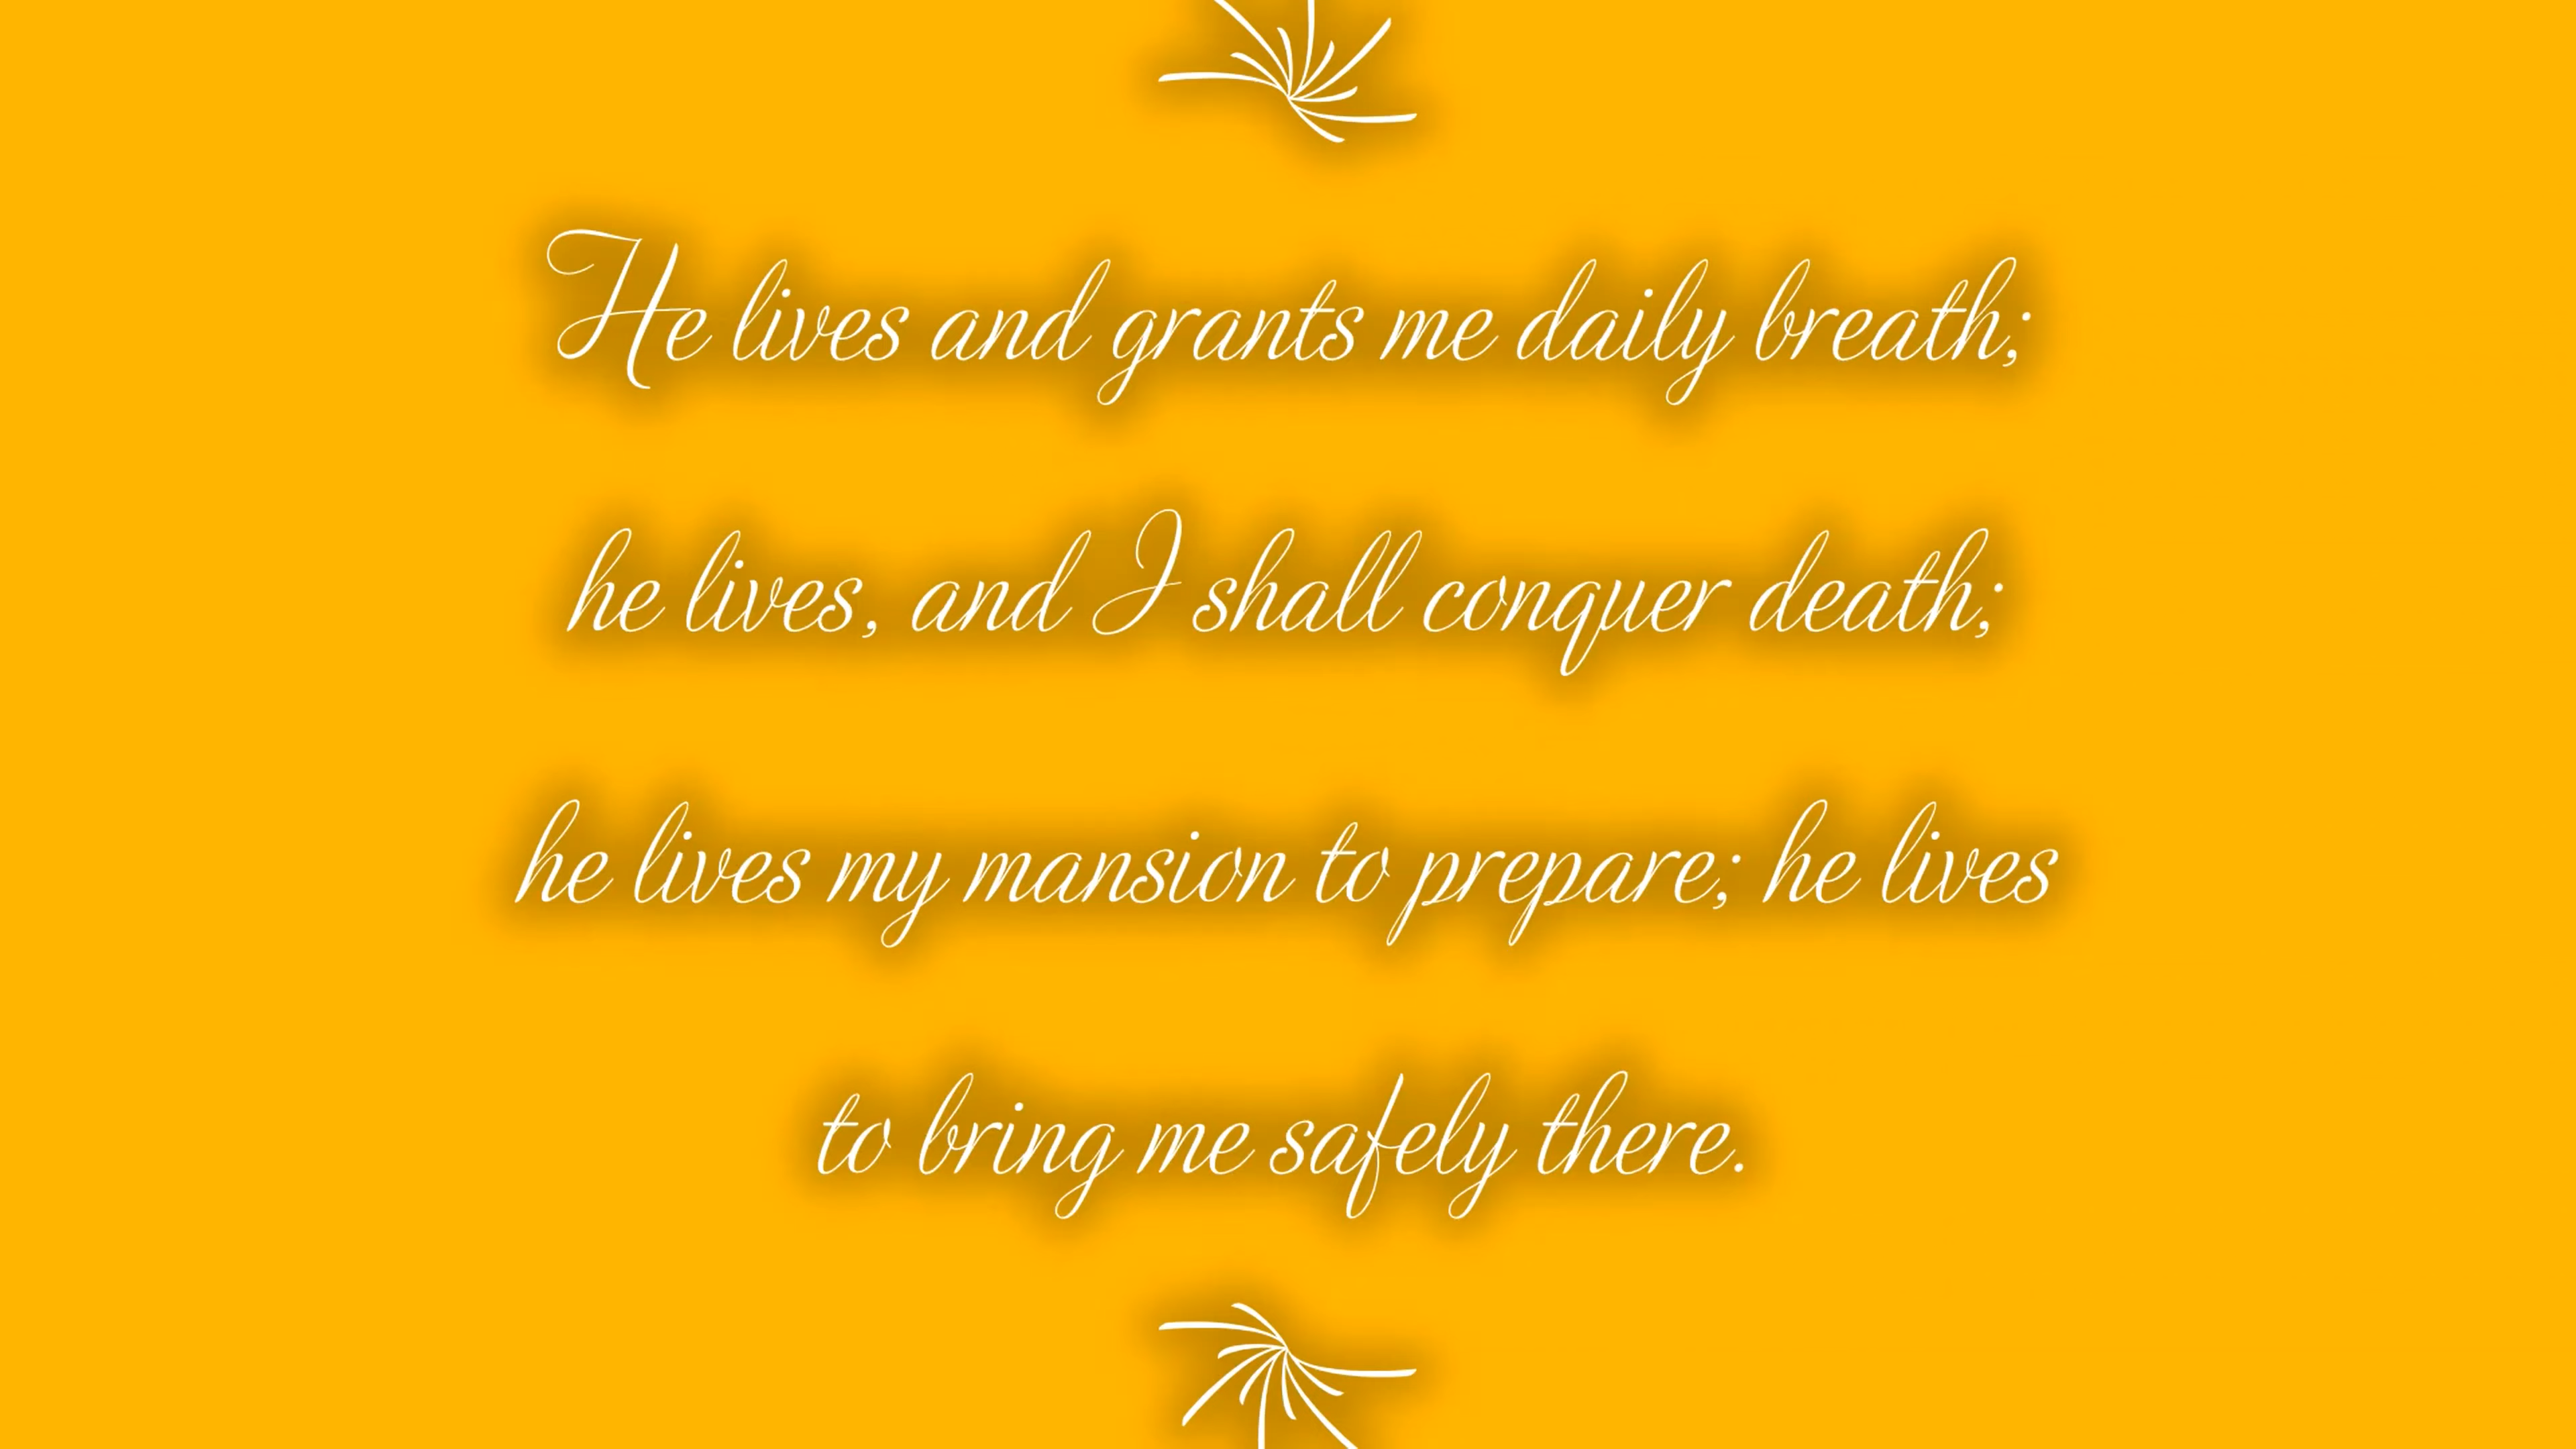 He lives and grants me daily breath;
he lives, and I shall conquer death;
he lives my mansion to prepare; he lives
to bring me safely there.